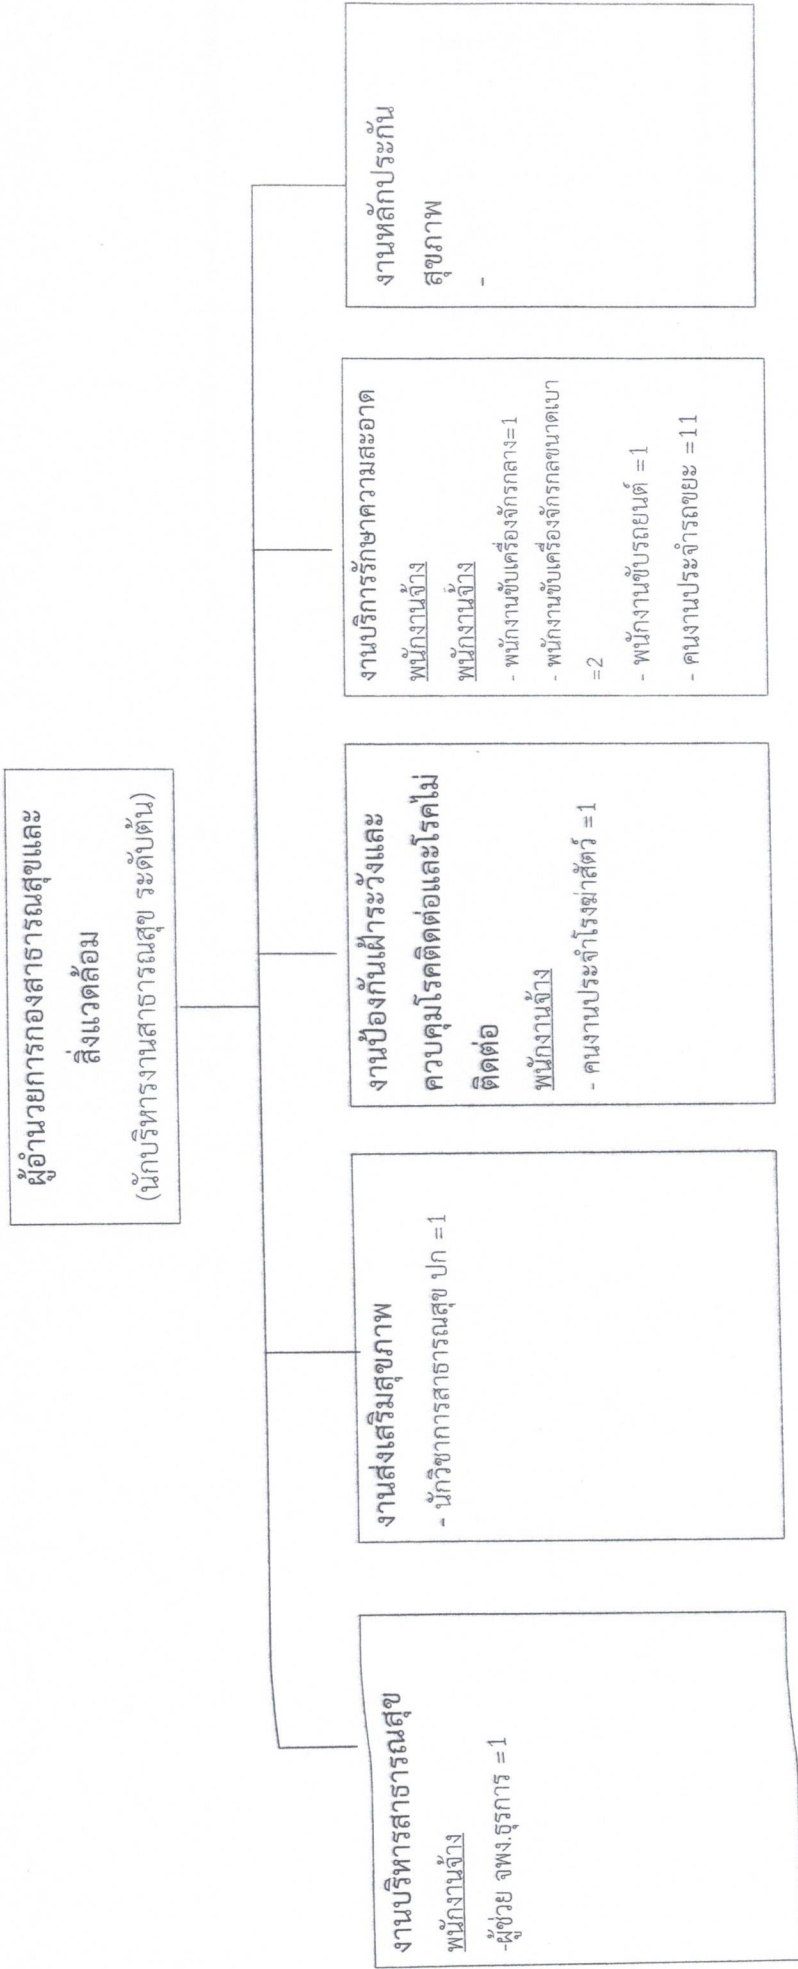 ผู้อำนวยการกองสาธารณสุขและ
สิ่งแวดล้อม
(นักบริหารงานสาธารณสุข ระดับต้น)
งานบริหารสาธารณสุข
พนักงานจ้าง
-ผู้ช่วย จพง.ธุรการ =1
งานส่งเสริมสุขภาพ
- นักวิชาการสาธารณสุข ปก =1
งานป้องกันเฝ้าระวังและ
ควบคุมโรคติดต่อและโรคไม่
ติดต่อ
พนักงานจ้าง
- คนงานประจำโรงฆ่าสัตว์ =1
งานบริการรักษาความสะอาด
พนักงานจ้าง
พนักงานจ้าง
- พนักงานขับเครื่องจักรกลาง=1
- พนักงานขับเครื่องจักรกลขนาดเบา
=2
- พนักงานขับรถยนต์ =1
- คนงานประจำรถขยะ =11
งานหลักประกัน
สุขภาพ
-